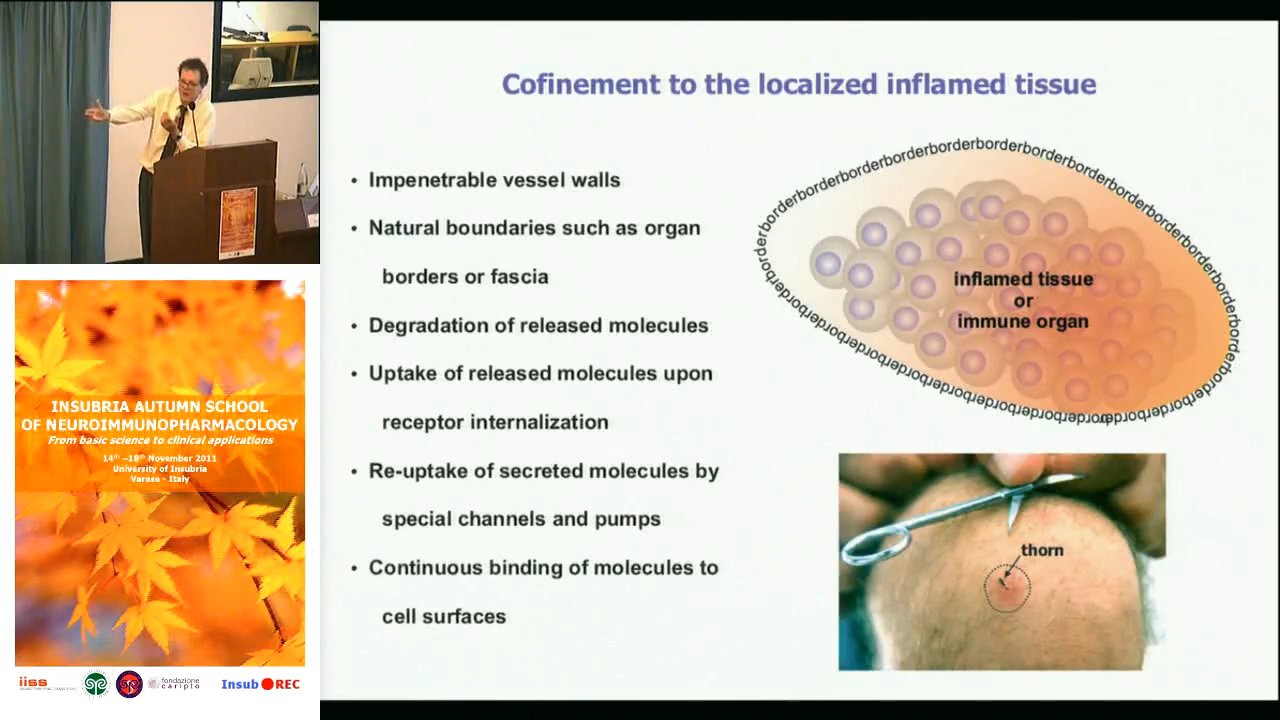 Cofinement to the localized inflamed tissue
• Impenetrable vessel walls
• Natural boundaries such as organ
borders or fascia
• Degradation of released molecules
• Uptake of released molecules upon
receptor internalization
• Re-uptake of secreted molecules by
special channels and pumps
• Continuous binding of molecules to
cell surfaces
borderborderborderborderborderborderborderborderborderborderborderborderborderborderborderborderborderborderborderborderborderborder
inflamed tissue
or
immune organ
thorn
INSUBRIA AUTUMN SCHOOL
OF NEUROIMMUNOPHARMACOLOGY
From basic science to clinical applications
14th –18th November 2011
University of Insubria
Varese - Italy
iiss
fondazione
cariplo
Insub REC